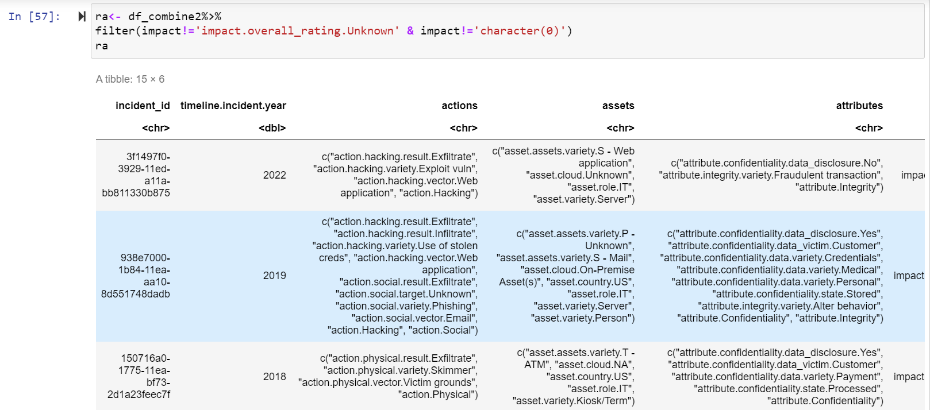 In [57]:
ra<- df_combine2%>%
filter(impact!='impact.overall_rating.Unknown' & impact!='character(0)')
ra
A tibble: 15 × 6
incident_id timeline.incident.year actions assets attributes
<chr> <dbl> <chr> <chr> <chr>
3f1497f0-
3929-11ed-
a11a-
bb811330b875
2022
c("action.hacking.result.Exfiltrate",
"action.hacking.variety.Exploit vuln",
"action.hacking.vector.Web
application", "action.Hacking")
c("asset.assets.variety.S - Web
application",
"asset.cloud.Unknown",
"asset.role.IT",
"asset.variety.Server")
c("attribute.confidentiality.data_disclosure.No",
"attribute.integrity.variety.Fraudulent transaction",
"attribute.Integrity")
impac
938e7000-
1b84-11ea-
aa10-
8d551748dadb
2019
c("action.hacking.result.Exfiltrate",
"action.hacking.result.Infiltrate",
"action.hacking.variety.Use of stolen
creds", "action.hacking.vector.Web
application",
"action.social.result.Exfiltrate",
"action.social.target.Unknown",
"action.social.variety.Phishing",
"action.social.vector.Email",
"action.Hacking", "action.Social")
c("asset.assets.variety.P -
Unknown",
"asset.assets.variety.S - Mail",
"asset.cloud.On-Premise
Asset(s)", "asset.country.US",
"asset.role.IT",
"asset.variety.Server",
"asset.variety.Person")
c("attribute.confidentiality.data_disclosure.Yes",
"attribute.confidentiality.data_victim.Customer",
"attribute.confidentiality.data.variety.Credentials",
"attribute.confidentiality.data.variety.Medical",
"attribute.confidentiality.data.variety.Personal",
"attribute.confidentiality.state.Stored",
"attribute.integrity.variety.Alter behavior",
"attribute.Confidentiality", "attribute.Integrity")
impact
150716a0-
1775-11ea-
bf73-
2d1a23feec7f
2018
c("action.physical.result.Exfiltrate",
"action.physical.variety.Skimmer",
"action.physical.vector.Victim grounds",
"action.Physical")
c("asset.assets.variety.T -
ATM", "asset.cloud.NA",
"asset.country.US",
"asset.role.IT",
"asset.variety.Kiosk/Term")
c("attribute.confidentiality.data_disclosure.Yes",
"attribute.confidentiality.data_victim.Customer",
"attribute.confidentiality.data.variety.Payment",
"attribute.confidentiality.state.Processed",
"attribute.Confidentiality")
impact